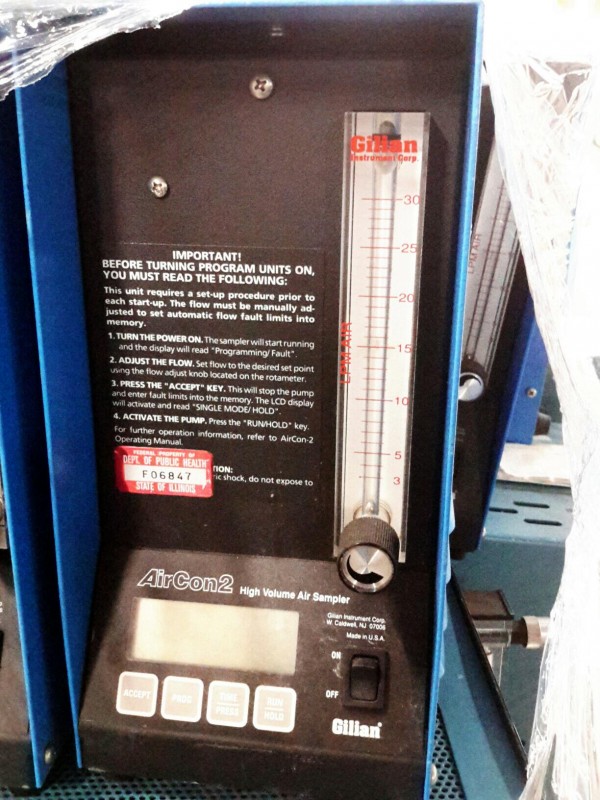 Gilian
Instrument Corp.
30
25
20
15
10
5
3
LPM AIR
IMPORTANT!
BEFORE TURNING PROGRAM UNITS ON,
YOU MUST READ THE FOLLOWING:
This unit requires a set-up procedure prior to
each start-up. The flow must be manually ad-
justed to set automatic flow fault limits into
memory.
1. TURN THE POWER ON. The sampler will start running
and the display will read "Programming/ Fault".
2. ADJUST THE FLOW. Set flow to the desired set point
using the flow adjust knob located on the rotameter.
3. PRESS THE "ACCEPT" KEY. This will stop the pump
and enter fault limits into the memory. The LCD display
will activate and read "SINGLE MODE/ HOLD".
4. ACTIVATE THE PUMP. Press the "RUN/HOLD" key.
For further operation information, refer to AirCon-2
Operating Manual.
ION:
ric shock, do not expose to
FEDERAL PROPERTY OF
DEPT. OF PUBLIC HEALTH
F06847
STATE OF ILLINOIS
AirCon2 High Volume Air Sampler
Gilian Instrument Corp.
W. Caldwell, NJ 07006
Made in U.S.A.
ON
OFF
ACCEPT
PROG
RUN
HOLD
PRESS
Gilian
LPM AIR